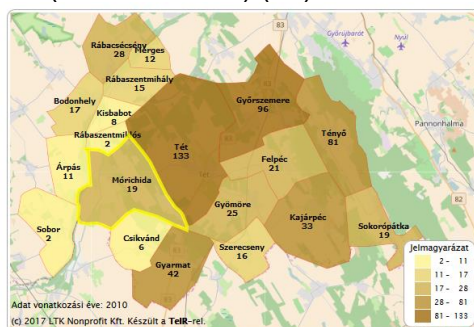 83
Győrújbarát
Nyúl
Rábacsécsény
28
Mérges
12
Rábaszentmihály
15
Bodonhely
17
Kisbabot
8
Győrszemere
96
Rábaszentmiklós
2
Tét
133
Tényő
81
Pannonhalma
Árpás
11
Felpéc
21
Mórichida
19
82
Gyömöre
25
Kajárpéc
33
Sobor
2
Sokorópátka
19
Csikvánd
6
Szerecseny
16
Gyarmat
42
Jelmagyarázat
2 - 11
11 - 17
17 - 28
28 - 81
81 - 133
Adat vonatkozási éve: 2010
(c) 2017 LTK Nonprofit Kft. Készült a TeIR-rel.